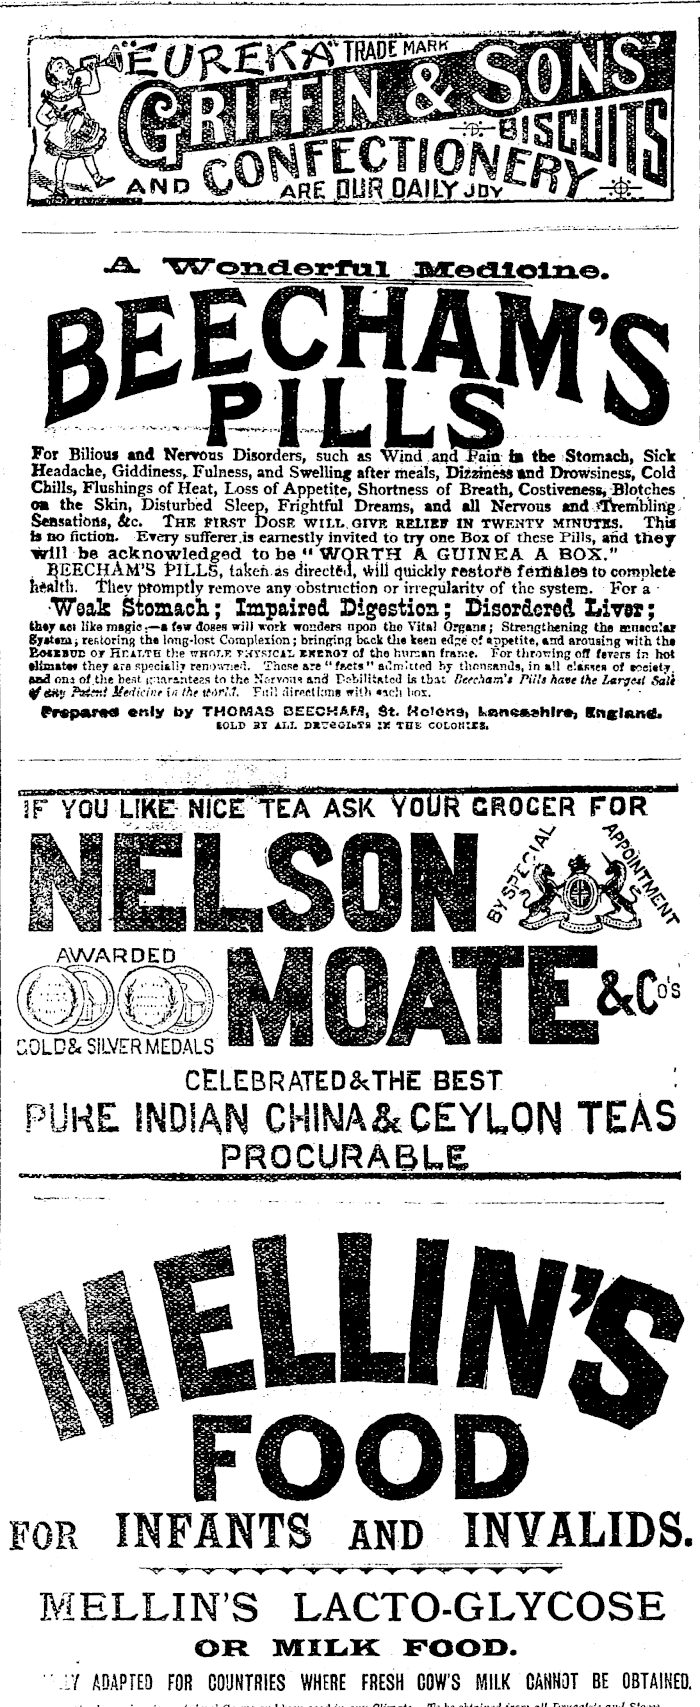 "EUREKA" TRADE MARK
GRIFFIN & SONS'
BISCUITS
AND CONFECTIONERY
ARE OUR DAILY JOY
A Wonderful Medicine.
BEECHAM'S
PILLS
For Bilious and Nervous Disorders, such as Wind and Pain in the Stomach, Sick
Headache, Giddiness, Fulness, and Swelling after meals, Dizziness and Drowsiness, Cold
Chills, Flushings of Heat, Loss of Appetite, Shortness of Breath, Costiveness, Blotches
on the Skin, Disturbed Sleep, Frightful Dreams, and all Nervous and Trembling
Sensations, &c. THE FIRST DOSE WILL GIVE RELIEF IN TWENTY MINUTES. This
is no fiction. Every sufferer is earnestly invited to try one Box of these Pills, and they
will be acknowledged to be "WORTH A GUINEA A BOX."
BEECHAM'S PILLS, taken as directed, will quickly restore females to complete
health. They promptly remove any obstruction or irregularity of the system. For a
Weak Stomach; Impaired Digestion; Disordered Liver;
they act like magic:—a few doses will work wonders upon the Vital Organs; Strengthening the muscular
System; restoring the long-lost Complexion; bringing back the keen edge of appetite, and arousing with the
ROSEBUD OF HEALTH the WHOLE PHYSICAL ENERGY of the human frame. For throwing off fevers in hot
climates they are specially renowned. These are "facts" admitted by thousands, in all classes of society,
and one of the best guarantees to the Nervous and Debilitated is that Beecham's Pills have the Largest Sale
of any Patent Medicine in the world. Full directions with each box.
Prepared only by THOMAS BEECHAM, St. Helens, Lancashire, England.
SOLD BY ALL DRUGGISTS IN THE COLONIES.
IF YOU LIKE NICE TEA ASK YOUR GROCER FOR
NELSON
BY SPECIAL APPOINTMENT
AWARDED
GOLD & SILVER MEDALS
MOATE & Co's
CELEBRATED & THE BEST
PURE INDIAN CHINA & CEYLON TEAS
PROCURABLE
MELLIN'S
FOOD
FOR INFANTS AND INVALIDS.
MELLIN'S LACTO-GLYCOSE
OR MILK FOOD.
ADAPTED FOR COUNTRIES WHERE FRESH COW'S MILK CANNOT BE OBTAINED.